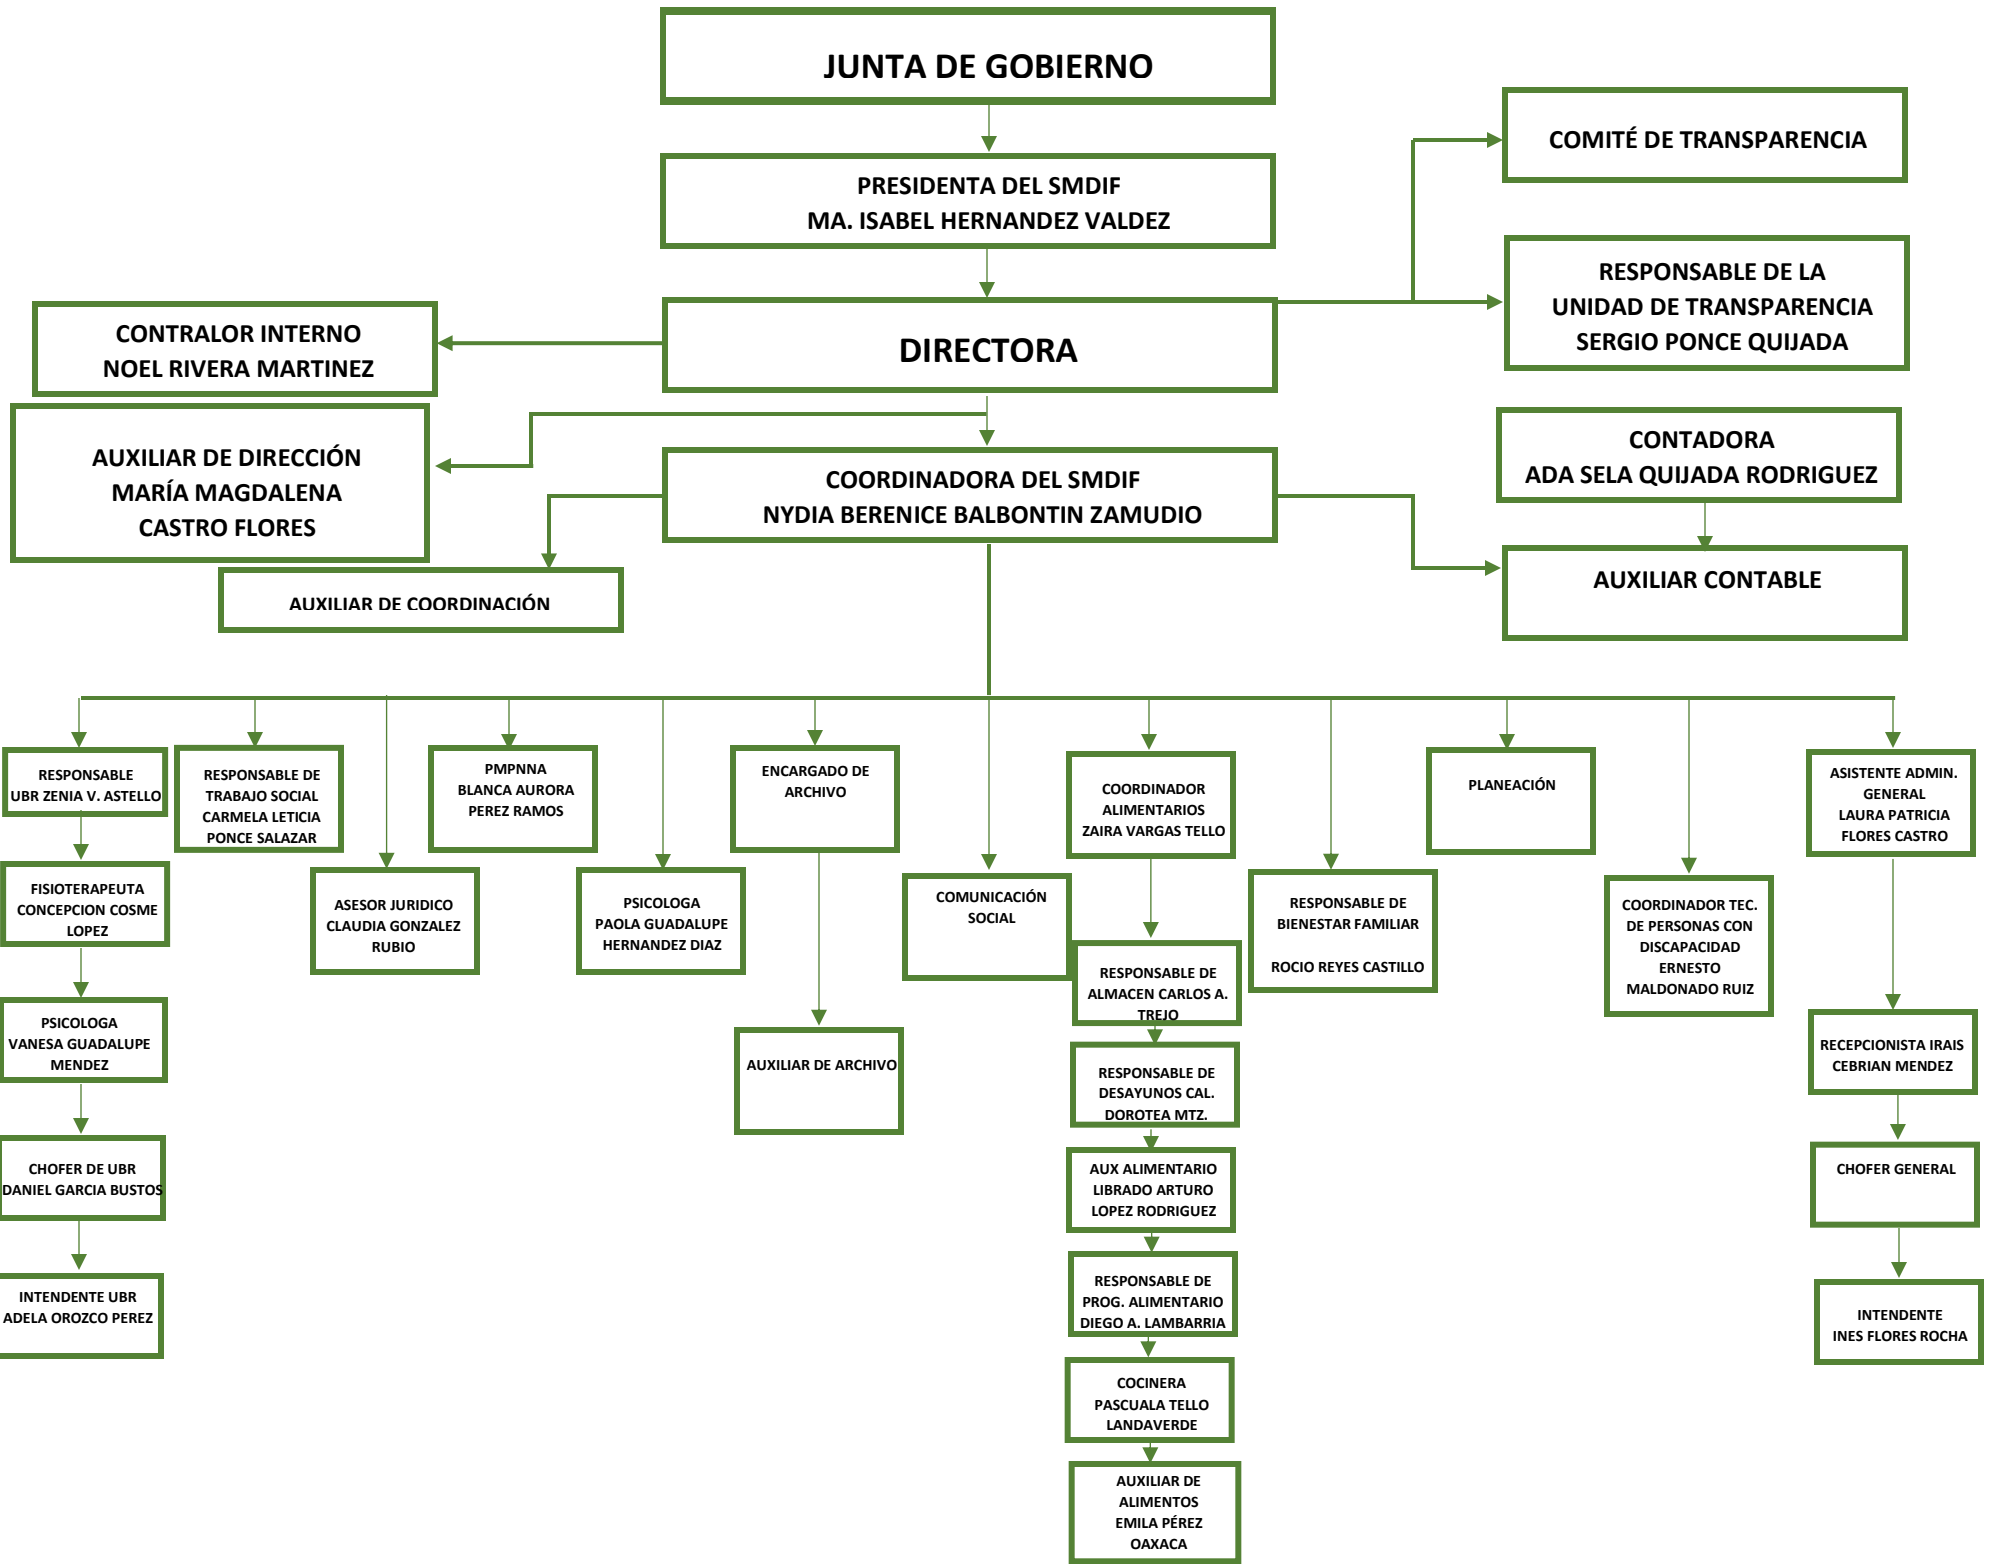 JUNTA DE GOBIERNO
COMITÉ DE TRANSPARENCIA
PRESIDENTA DEL SMDIF
MA. ISABEL HERNANDEZ VALDEZ
RESPONSABLE DE LA
UNIDAD DE TRANSPARENCIA
SERGIO PONCE QUIJADA
CONTRALOR INTERNO
NOEL RIVERA MARTINEZ
DIRECTORA
AUXILIAR DE DIRECCIÓN
MARÍA MAGDALENA
CASTRO FLORES
CONTADORA
ADA SELA QUIJADA RODRIGUEZ
COORDINADORA DEL SMDIF
NYDIA BERENICE BALBONTIN ZAMUDIO
AUXILIAR DE COORDINACIÓN
AUXILIAR CONTABLE
RESPONSABLE
UBR ZENIA V. ASTELLO
RESPONSABLE DE
TRABAJO SOCIAL
CARMELA LETICIA
PONCE SALAZAR
PMPNNA
BLANCA AURORA
PEREZ RAMOS
ENCARGADO DE
ARCHIVO
COORDINADOR
ALIMENTARIOS
ZAIRA VARGAS TELLO
PLANEACIÓN
ASISTENTE ADMIN.
GENERAL
LAURA PATRICIA
FLORES CASTRO
FISIOTERAPEUTA
CONCEPCION COSME
LOPEZ
ASESOR JURIDICO
CLAUDIA GONZALEZ
RUBIO
PSICOLOGA
PAOLA GUADALUPE
HERNANDEZ DIAZ
COMUNICACIÓN
SOCIAL
RESPONSABLE DE
BIENESTAR FAMILIAR
ROCIO REYES CASTILLO
COORDINADOR TEC.
DE PERSONAS CON
DISCAPACIDAD
ERNESTO
MALDONADO RUIZ
RESPONSABLE DE
ALMACEN CARLOS A.
TREJO
PSICOLOGA
VANESA GUADALUPE
MENDEZ
AUXILIAR DE ARCHIVO
RECEPCIONISTA IRAIS
CEBRIAN MENDEZ
RESPONSABLE DE
DESAYUNOS CAL.
DOROTEA MTZ.
CHOFER DE UBR
DANIEL GARCIA BUSTOS
AUX ALIMENTARIO
LIBRADO ARTURO
LOPEZ RODRIGUEZ
CHOFER GENERAL
INTENDENTE UBR
ADELA OROZCO PEREZ
RESPONSABLE DE
PROG. ALIMENTARIO
DIEGO A. LAMBARRIA
INTENDENTE
INES FLORES ROCHA
COCINERA
PASCUALA TELLO
LANDAVERDE
AUXILIAR DE
ALIMENTOS
EMILA PÉREZ
OAXACA